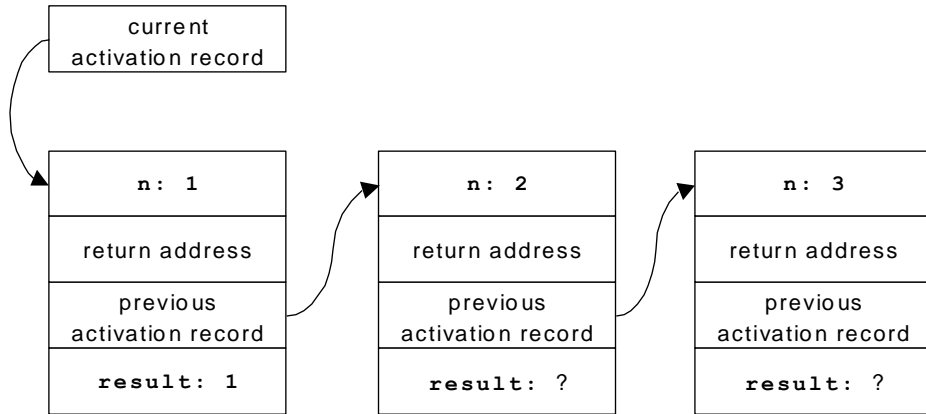 current
activation record
n: 1
return address
previous
activation record
result: 1
n: 2
return address
previous
activation record
result: ?
n: 3
return address
previous
activation record
result: ?